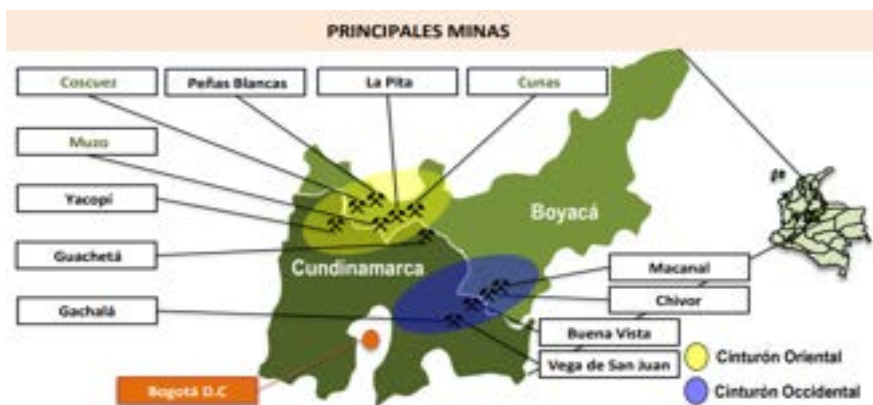 PRINCIPALES MINAS
Coscuez
Peñas Blancas
La Pita
Cunas
Muzo
Yacopí
Guachetá
Gachalá
Boyacá
Cundinamarca
Macanal
Chivor
Buena Vista
Vega de San Juan
Bogotá D.C
Cinturón Oriental
Cinturón Occidental